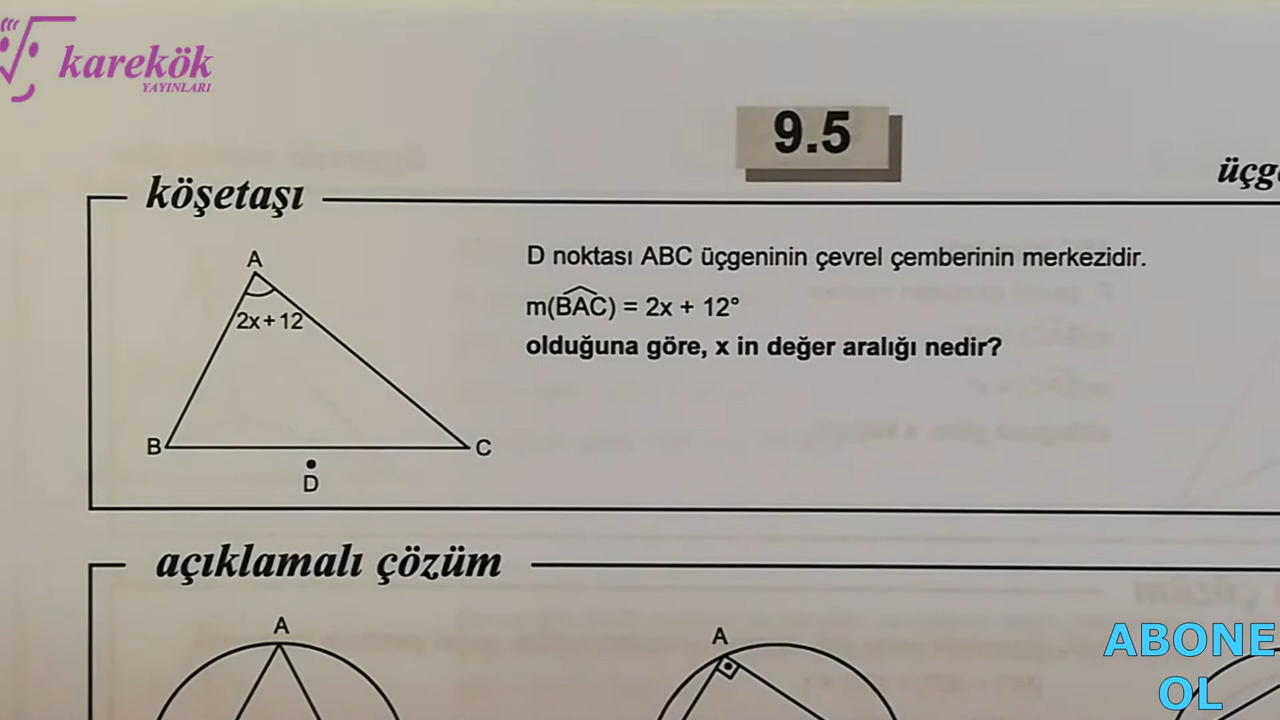 karekök
YAYINLARI
9.5
üçg
köşetaşı
A
2x+12
B
C
D
D noktası ABC üçgeninin çevrel çemberinin merkezidir.
m(BAC) = 2x + 12°
olduğuna göre, x in değer aralığı nedir?
açıklamalı çözüm
A
A
ABONE
OL